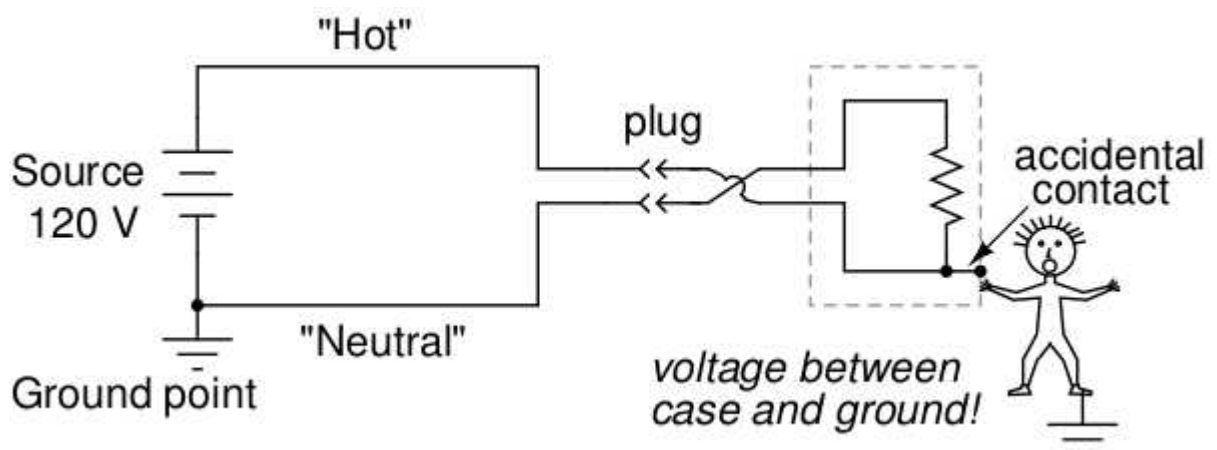 "Hot"
plug
Source
120 V
accidental
contact
"Neutral"
Ground point
voltage between
case and ground!